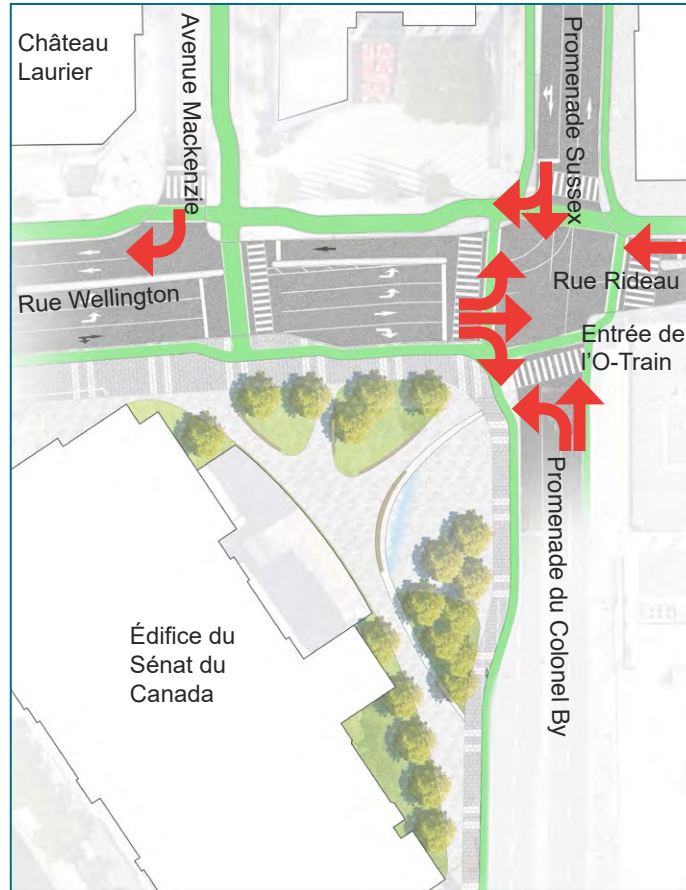 Château
Laurier
Avenue Mackenzie
Promenade Sussex
Rue Wellington
Rue Rideau
Entrée de
l'O-Train
Promenade du Colonel By
Édifice du
Sénat du
Canada